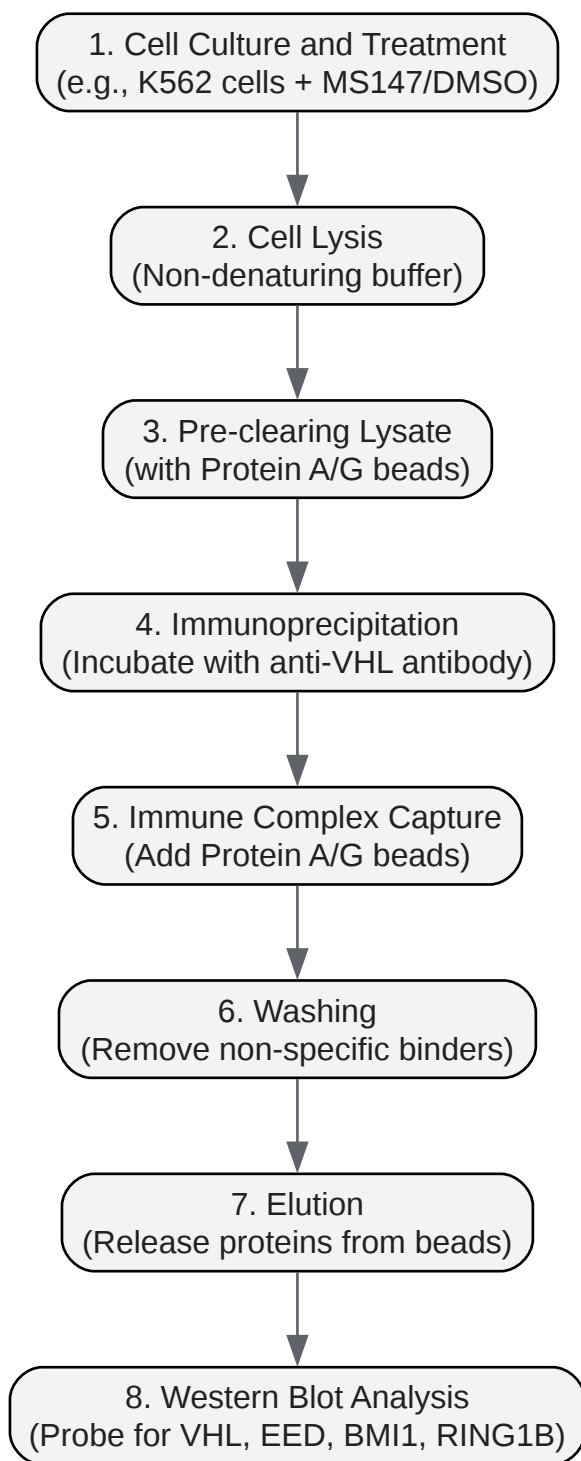 1. Cell Culture and Treatment
(e.g., K562 cells + MS147/DMSO)
2. Cell Lysis
(Non-denaturing buffer)
3. Pre-clearing Lysate
(with Protein A/G beads)
4. Immunoprecipitation
(Incubate with anti-VHL antibody)
5. Immune Complex Capture
(Add Protein A/G beads)
6. Washing
(Remove non-specific binders)
7. Elution
(Release proteins from beads)
8. Western Blot Analysis
(Probe for VHL, EED, BMI1, RING1B)